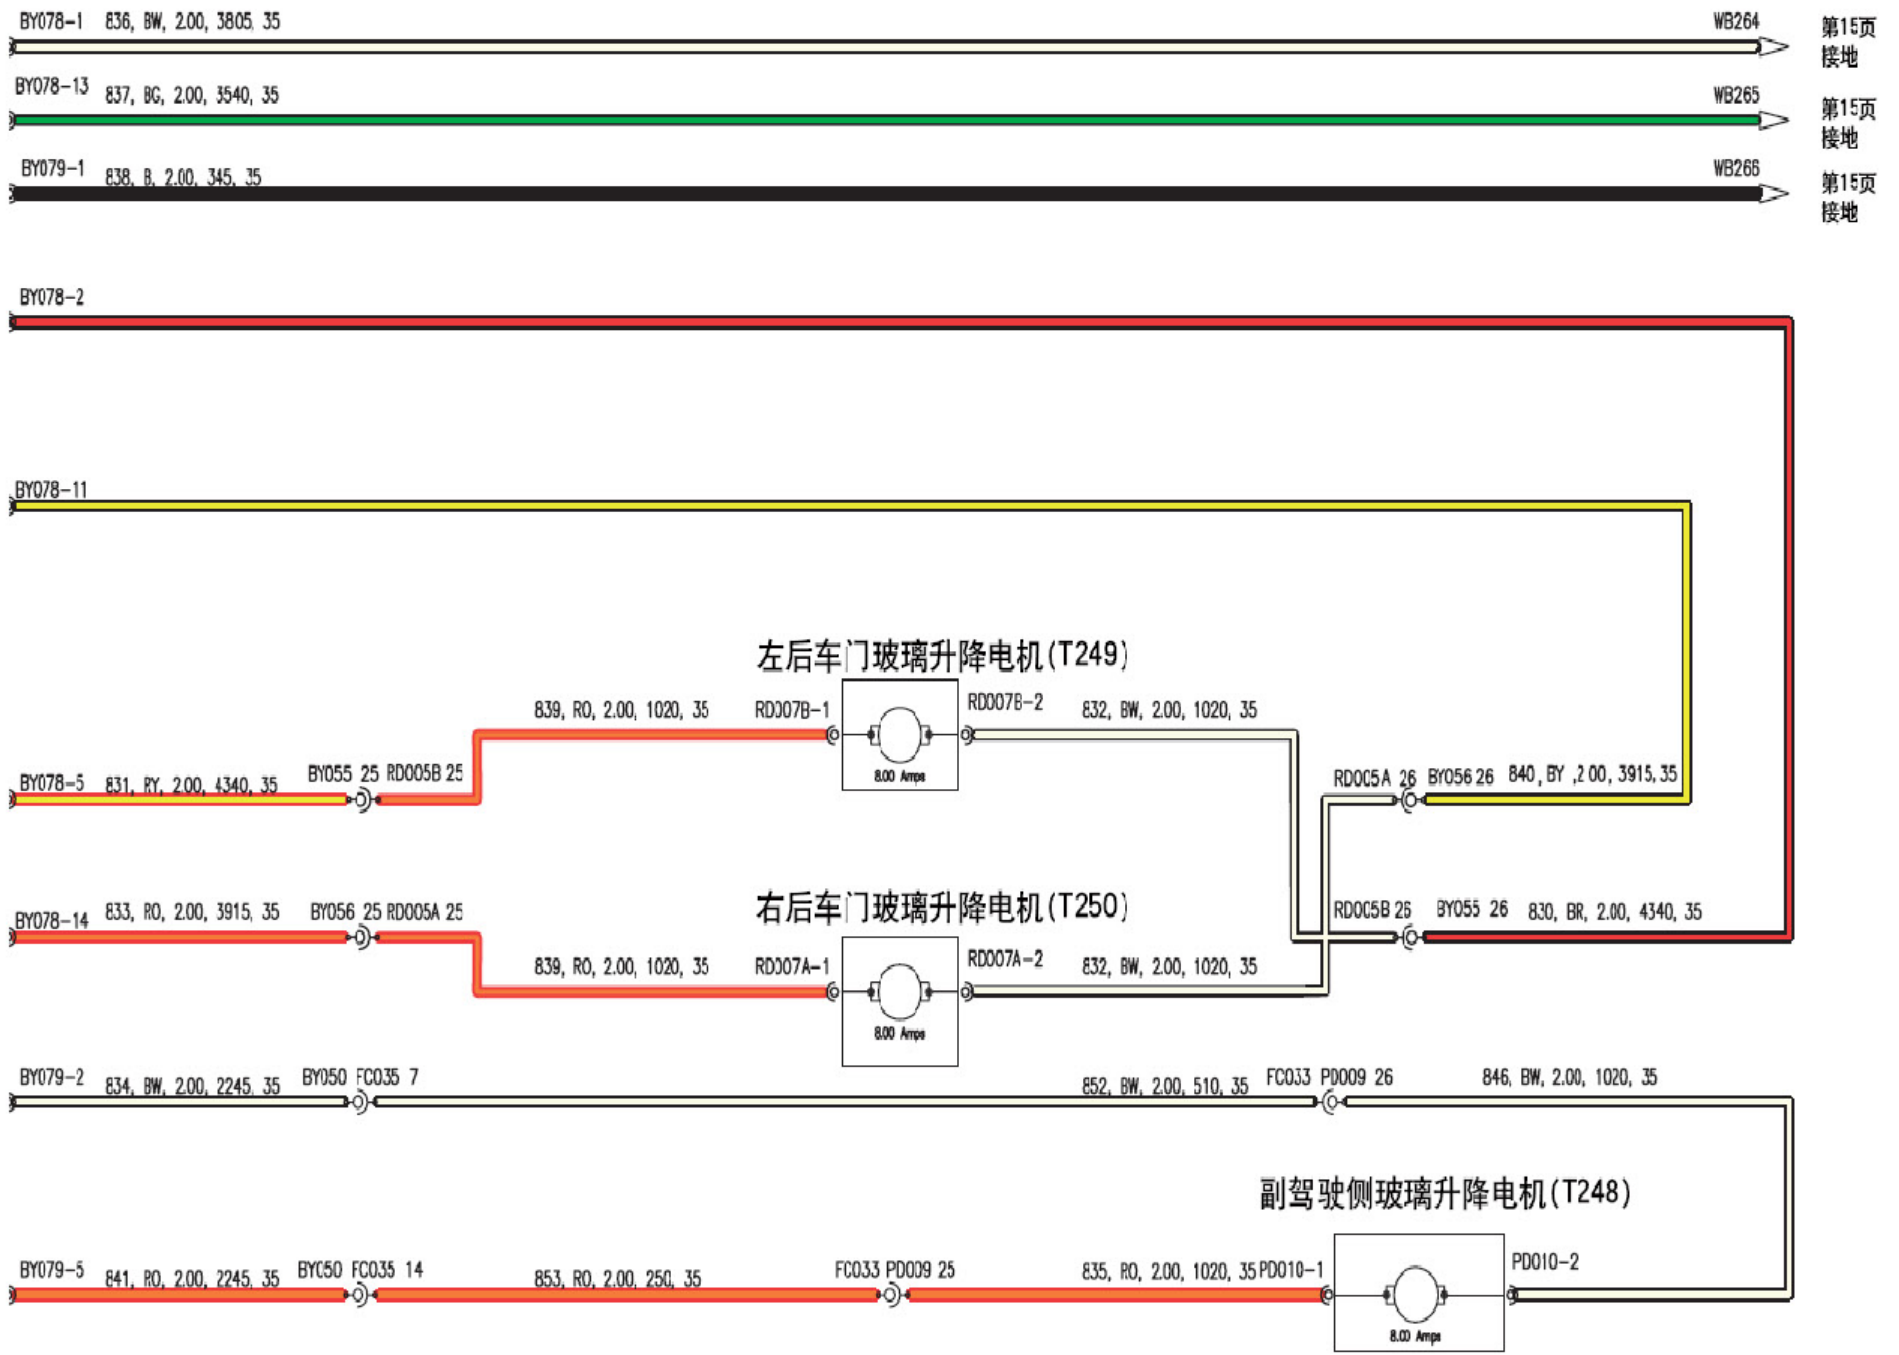 BY078-1 836, BW, 2.00, 3805, 35 WB264 第15页
接地
BY078-13 837, BG, 2.00, 3540, 35 WB265 第15页
接地
BY079-1 838, B, 2.00, 345, 35 WB266 第15页
接地
BY078-2
BY078-11
左后车门玻璃升降电机(T249)
839, RO, 2.00, 1020, 35 RD007B-1 RD007B-2 832, BW, 2.00, 1020, 35
8.00 Amps
BY078-5 831, RY, 2.00, 4340, 35 BY055 25 RD005B 25 RD005A 26 BY056 26 840, BY ,2.00, 3915, 35
右后车门玻璃升降电机(T250)
BY078-14 833, RO, 2.00, 3915, 35 BY056 25 RD005A 25 RD005B 26 BY055 26 830, BR, 2.00, 4340, 35
839, RO, 2.00, 1020, 35 RD007A-1 RD007A-2 832, BW, 2.00, 1020, 35
8.00 Amps
BY079-2 834, BW, 2.00, 2245, 35 BY050 FC035 7 852, BW, 2.00, 510, 35 FC033 PD009 26 846, BW, 2.00, 1020, 35
副驾驶侧玻璃升降电机(T248)
BY079-5 841, RO, 2.00, 2245, 35 BY050 FC035 14 853, RO, 2.00, 250, 35 FC033 PD009 25 835, RO, 2.00, 1020, 35 PD010-1 PD010-2
8.00 Amps